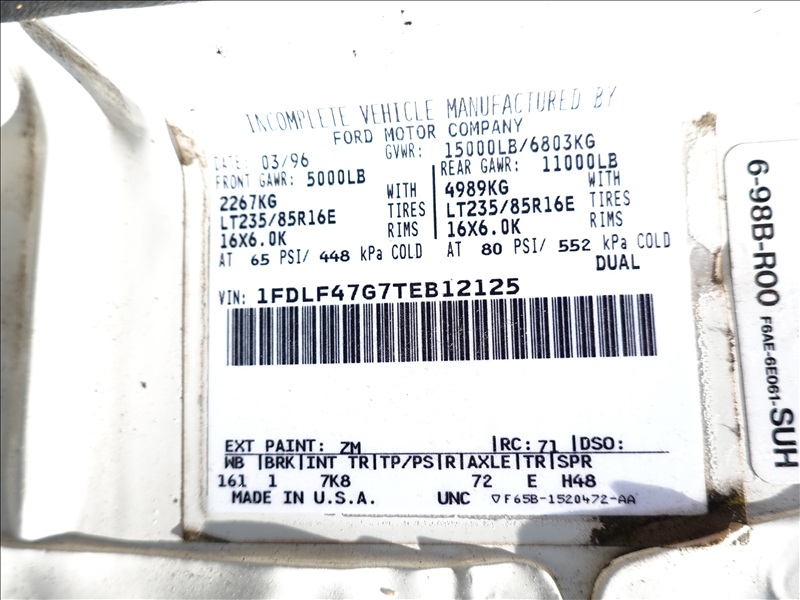 INCOMPLETE VEHICLE MANUFACTURED BY
FORD MOTOR COMPANY
DATE: 03/96 GVWR: 15000LB/6803KG
FRONT GAWR: 5000LB REAR GAWR: 11000LB
2267KG WITH 4989KG WITH
LT235/85R16E TIRES LT235/85R16E TIRES
16X6.0K RIMS 16X6.0K RIMS
AT 65 PSI/ 448 kPa COLD AT 80 PSI/ 552 kPa COLD
DUAL
VIN: 1FDLF47G7TEB12125
EXT PAINT: ZM RC: 71 DSO:
WB BRK INT TR TP/PS R AXLE TR SPR
161 1 7K8 72 E H48
MADE IN U.S.A. UNC ▽F65B-1520472-AA
6-98B-R00
F6AE-6E061-SUH